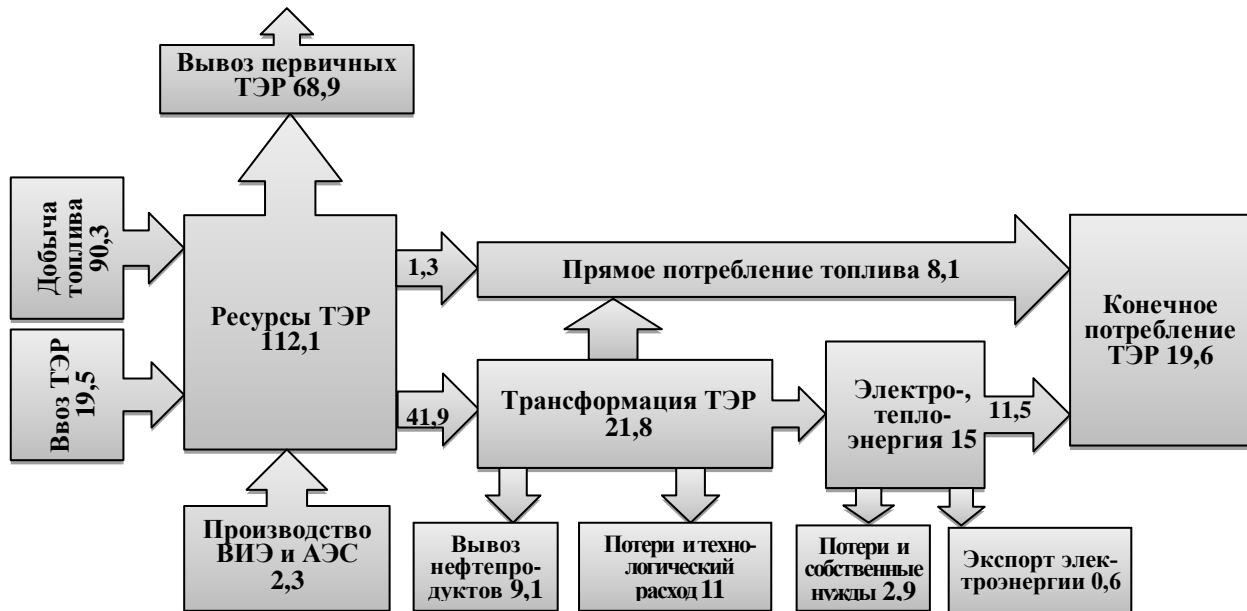 Вывоз первичных
ТЭР 68,9
Добыча
топлива
90,3
Ввоз ТЭР
19,5
Ресурсы ТЭР
112,1
Производство
ВИЭ и АЭС
2,3
1,3
41,9
Прямое потребление топлива 8,1
Трансформация ТЭР
21,8
Вывоз
нефтепро-
дуктов 9,1
Потери и техно-
логический
расход 11
Электро-,
тепло-
энергия 15
11,5
Потери и
собственные
нужды 2,9
Экспорт элек-
троэнергии 0,6
Конечное
потребление
ТЭР 19,6